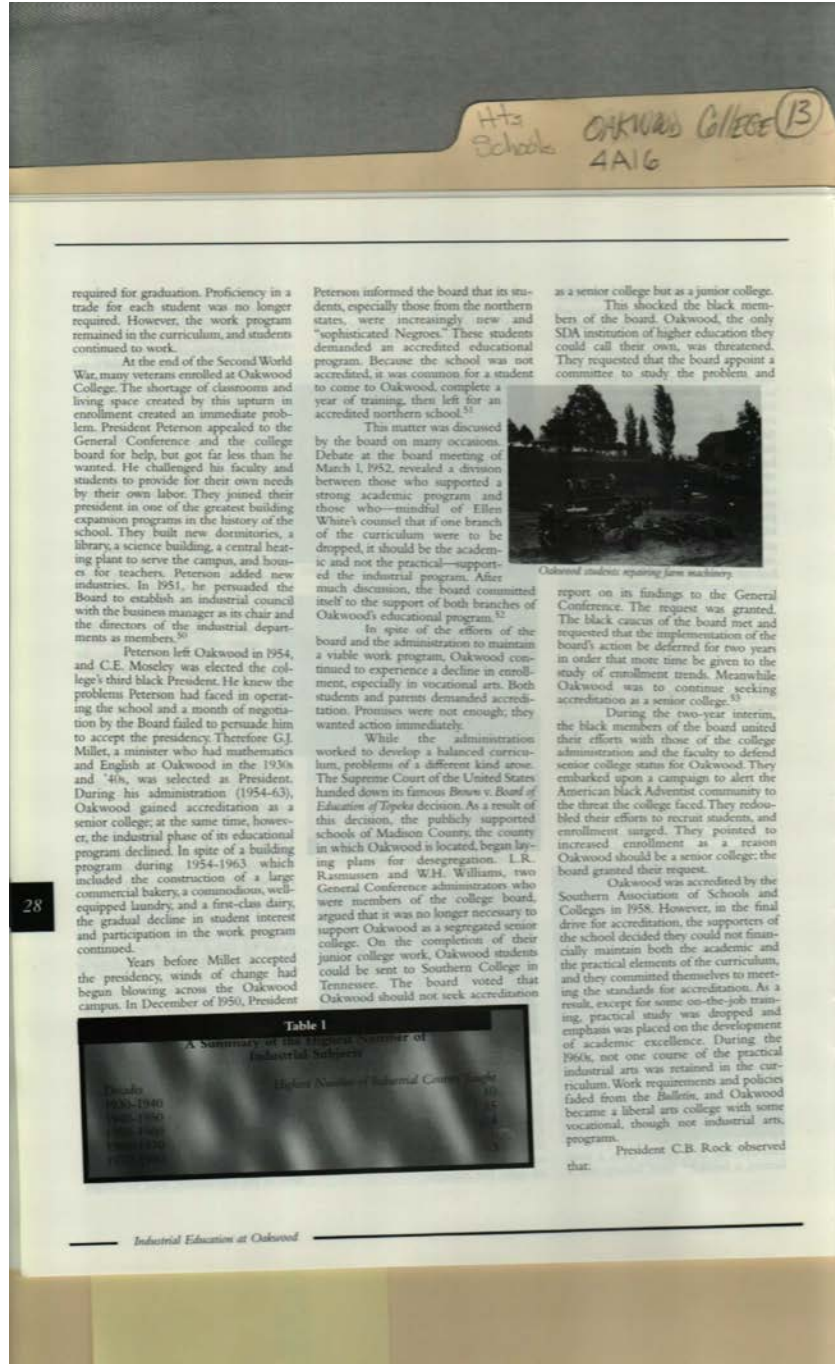 Hts
Schools
OAKWOOD COllEGE 13
4A16
required for graduation. Proficiency in a
trade for each student was no longer
required. However, the work program
remained in the curriculum, and students
continued to work.
At the end of the Second World
War, many veterans enrolled at Oakwood
College. The shortage of classrooms and
living space created by this upturn in
enrollment created an immediate prob-
lem. President Peterson appealed to the
General Conference and the college
board for help, but got far less than he
wanted. He challenged his faculty and
students to provide for their own needs
by their own labor. They joined their
president in one of the greatest building
expansion programs in the history of the
school. They built new dormitories, a
library, a science building, a central heat-
ing plant to serve the campus, and hous-
es for teachers. Peterson added new
industries. In 1951, he persuaded the
Board to establish an industrial council
with the business manager as its chair and
the directors of the industrial depart-
ments as members.50
Peterson left Oakwood in 1954,
and C.E. Moseley was elected the col-
lege's third black President. He knew the
problems Peterson had faced in operat-
ing the school and a month of negotia-
tion by the Board failed to persuade him
to accept the presidency. Therefore G.J.
Millet, a minister who had mathematics
and English at Oakwood in the 1930s
and '40s, was selected as President.
During his administration (1954-63),
Oakwood gained accreditation as a
senior college; at the same time, howev-
er, the industrial phase of its educational
program declined. In spite of a building
program during 1954-1963 which
included the construction of a large
commercial bakery, a commodious, well-
equipped laundry, and a first-class dairy,
the gradual decline in student interest
and participation in the work program
continued.
Years before Millet accepted
the presidency, winds of change had
begun blowing across the Oakwood
campus. In December of 1950, President
Peterson informed the board that its stu-
dents, especially those from the northern
states, were increasingly new and
"sophisticated Negroes." These students
demanded an accredited educational
program. Because the school was not
accredited, it was common for a student
to come to Oakwood, complete a
year of training, then left for an
accredited northern school.51
This matter was discussed
by the board on many occasions.
Debate at the board meeting of
March 1, 1952, revealed a division
between those who supported a
strong academic program and
those who—mindful of Ellen
White's counsel that if one branch
of the curriculum were to be
dropped, it should be the academ-
ic and not the practical—support-
ed the industrial program. After
much discussion, the board committed
itself to the support of both branches of
Oakwood's educational program.52
In spite of the efforts of the
board and the administration to maintain
a viable work program, Oakwood con-
tinued to experience a decline in enroll-
ment, especially in vocational arts. Both
students and parents demanded accredi-
tation. Promises were not enough; they
wanted action immediately.
While the administration
worked to develop a balanced curricu-
lum, problems of a different kind arose.
The Supreme Court of the United States
handed down its famous Brown v. Board of
Education of Topeka decision. As a result of
this decision, the publicly supported
schools of Madison County, the county
in which Oakwood is located, began lay-
ing plans for desegregation. L.R.
Rasmussen and W.H. Williams, two
General Conference administrators who
were members of the college board,
argued that it was no longer necessary to
support Oakwood as a segregated senior
college. On the completion of their
junior college work, Oakwood students
could be sent to Southern College in
Tennessee. The board voted that
Oakwood should not seek accreditation
as a senior college but as a junior college.
This shocked the black mem-
bers of the board. Oakwood, the only
SDA institution of higher education they
could call their own, was threatened.
They requested that the board appoint a
committee to study the problem and
Oakwood students repairing farm machinery.
report on its findings to the General
Conference. The request was granted.
The black caucus of the board met and
requested that the implementation of the
board's action be deferred for two years
in order that more time be given to the
study of enrollment trends. Meanwhile
Oakwood was to continue seeking
accreditation as a senior college.53
During the two-year interim,
the black members of the board united
their efforts with those of the college
administration and the faculty to defend
senior college status for Oakwood. They
embarked upon a campaign to alert the
American black Adventist community to
the threat the college faced. They redou-
bled their efforts to recruit students, and
enrollment surged. They pointed to
increased enrollment as a reason
Oakwood should be a senior college; the
board granted their request.
Oakwood was accredited by the
Southern Association of Schools and
Colleges in 1958. However, in the final
drive for accreditation, the supporters of
the school decided they could not finan-
cially maintain both the academic and
the practical elements of the curriculum,
and they committed themselves to meet-
ing the standards for accreditation. As a
result, except for some on-the-job train-
ing, practical study was dropped and
emphasis was placed on the development
of academic excellence. During the
1960s, not one course of the practical
industrial arts was retained in the cur-
riculum. Work requirements and policies
faded from the Bulletin, and Oakwood
became a liberal arts college with some
vocational, though not industrial arts,
programs.
President C.B. Rock observed
that:
28
Table 1
A Summary of the Highest Number of
Industrial Subjects
Decades
Highest Number of Industrial Courses Taught
Industrial Education at Oakwood